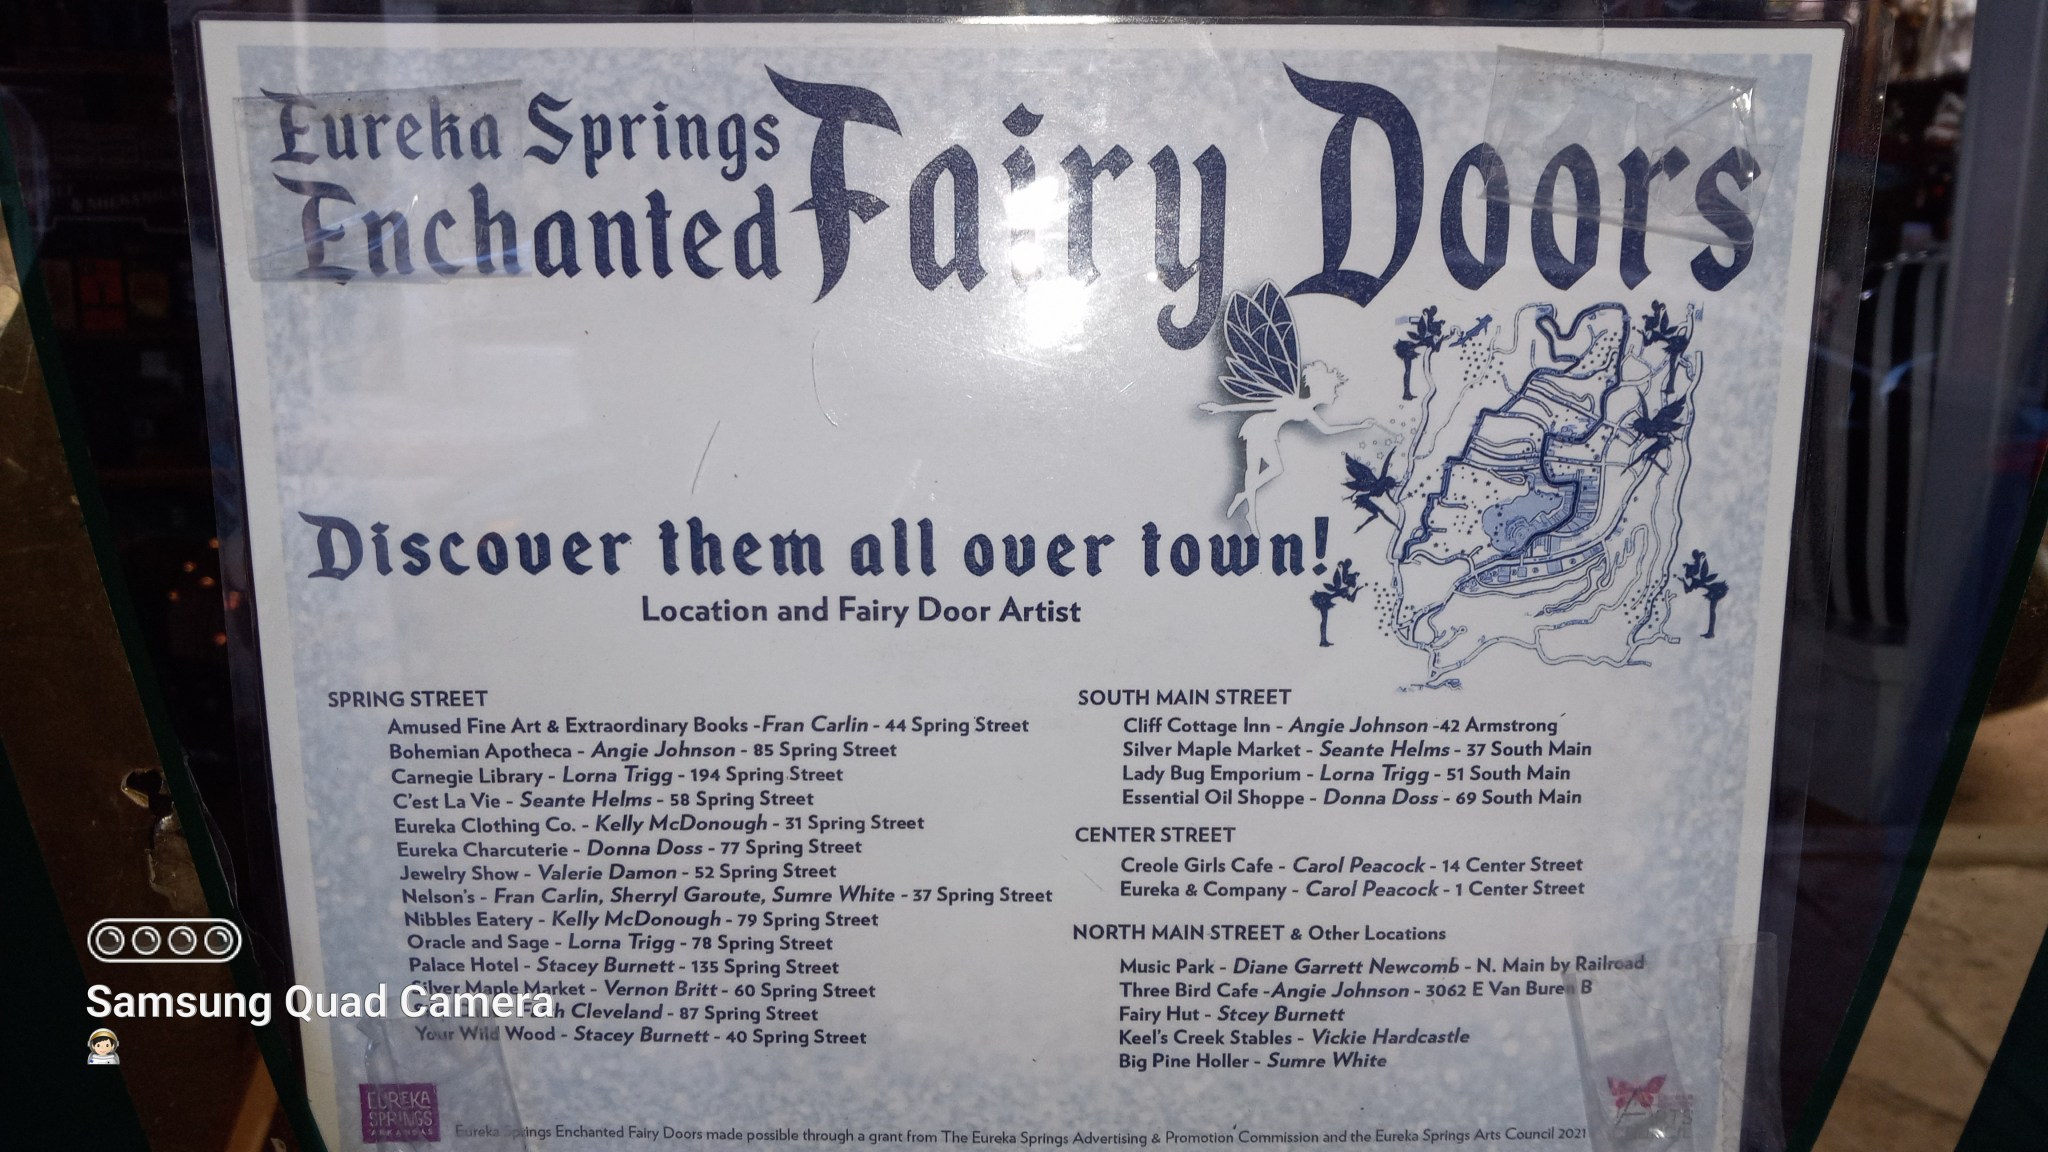 Eureka Springs
Enchanted
Fairy Doors
Discover them all over town!
Location and Fairy Door Artist
SPRING STREET
Amused Fine Art & Extraordinary Books -Fran Carlin - 44 Spring Street
Bohemian Apotheca - Angie Johnson - 85 Spring Street
Carnegie Library - Lorna Trigg - 194 Spring Street
C'est La Vie - Seante Helms - 58 Spring Street
Eureka Clothing Co. - Kelly McDonough - 31 Spring Street
Eureka Charcuterie - Donna Doss - 77 Spring Street
Jewelry Show - Valerie Damon - 52 Spring Street
Nelson's - Fran Carlin, Sherryl Garoute, Sumre White - 37 Spring Street
Nibbles Eatery - Kelly McDonough - 79 Spring Street
Oracle and Sage - Lorna Trigg - 78 Spring Street
Palace Hotel - Stacey Burnett - 135 Spring Street
Silver Maple Market - Vernon Britt - 60 Spring Street
Cleveland - 87 Spring Street
Your Wild Wood - Stacey Burnett - 40 Spring Street
SOUTH MAIN STREET
Cliff Cottage Inn - Angie Johnson -42 Armstrong
Silver Maple Market - Seante Helms - 37 South Main
Lady Bug Emporium - Lorna Trigg - 51 South Main
Essential Oil Shoppe - Donna Doss - 69 South Main
CENTER STREET
Creole Girls Cafe - Carol Peacock - 14 Center Street
Eureka & Company - Carol Peacock - 1 Center Street
NORTH MAIN STREET & Other Locations
Music Park - Diane Garrett Newcomb - N. Main by Railroad
Three Bird Cafe -Angie Johnson - 3062 E Van Buren B
Fairy Hut - Stcey Burnett
Keel's Creek Stables - Vickie Hardcastle
Big Pine Holler - Sumre White
EUREKA
SPRINGS
ARKANSAS
Eureka Springs Enchanted Fairy Doors made possible through a grant from The Eureka Springs Advertising & Promotion Commission and the Eureka Springs Arts Council 2021
Samsung Quad Camera